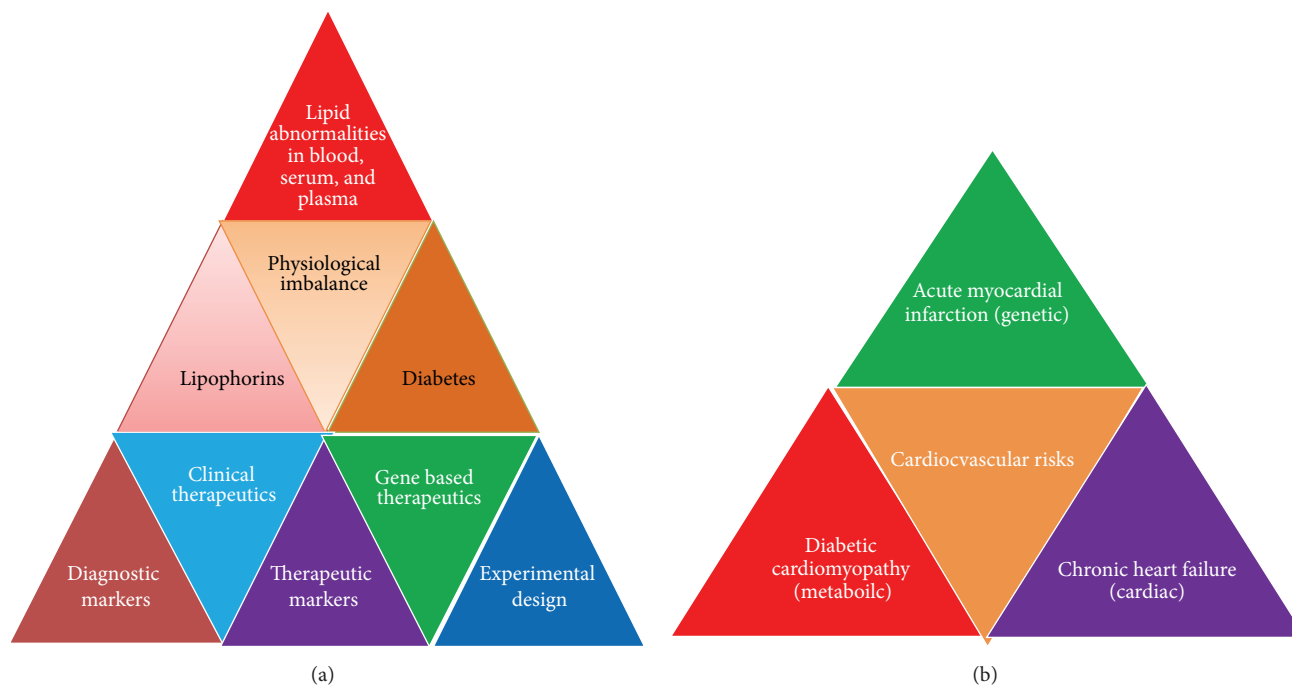 Lipid
abnormalities
in blood,
serum, and
plasma
Physiological
imbalance
Lipophorins
Diabetes
Clinical
therapeutics
Gene based
therapeutics
Diagnostic
markers
Therapeutic
markers
Experimental
design
(a)
Acute myocardial
infarction (genetic)
Cardiocvascular risks
Diabetic
cardiomyopathy
(metaboilc)
Chronic heart failure
(cardiac)
(b)